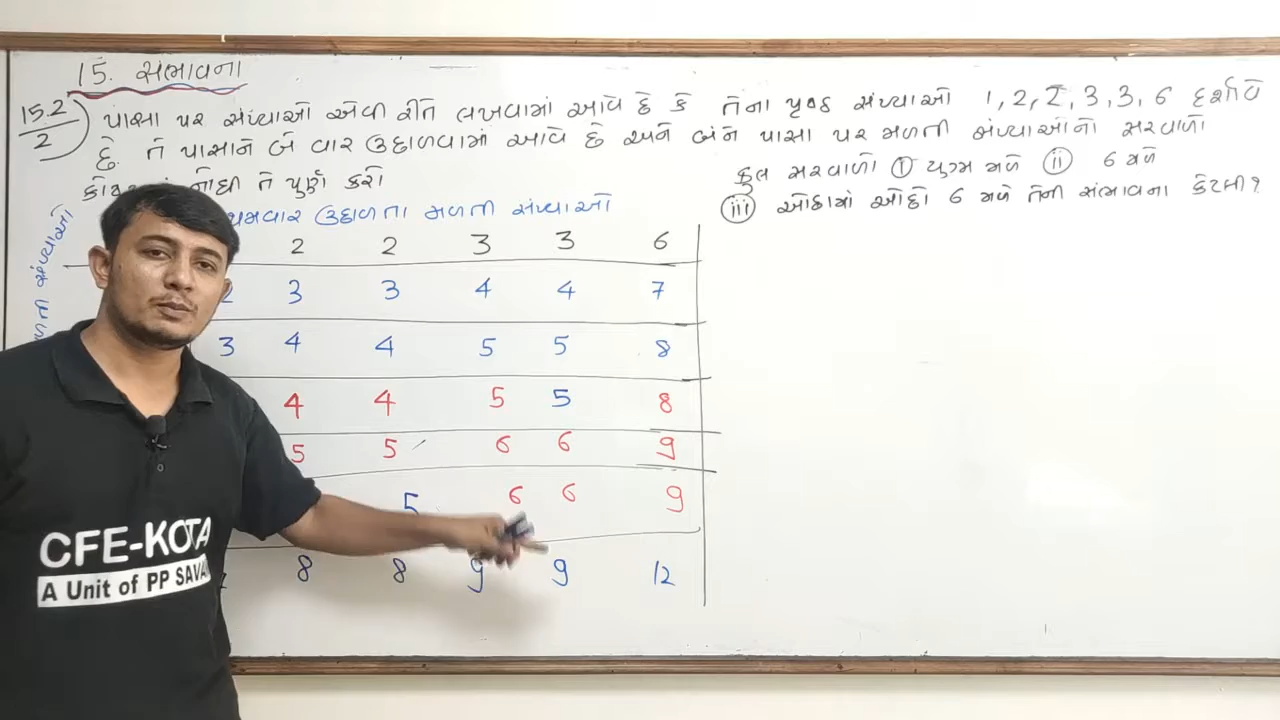 15. સંભાવના
15.2
2
પાસા પર સંખ્યાઓ એવી રીતે લખવામાં આવે છે કે તેના પૃષ્ઠ સંખ્યાઓ 1, 2, 2, 3, 3, 6 દર્શાવે
છે. તે પાસાને બે વાર ઉછાળવામાં આવે છે અને બંને પાસા પર મળતી સંખ્યાઓનો સરવાળો
નોંધી તે પૂર્ણ કરો
કુલ સરવાળો (i) યુગ્મ મળે (ii) 6 મળે
(iii) ઓછામાં ઓછો 6 મળે તેની સંભાવના કેટલી?
ઉછાળતા મળતી સંખ્યાઓ
સંખ્યાઓ
2 2 3 3 6
2 3 3 4 4 7
3 4 4 5 5 8
4 4 5 5 8
5 5 6 6 9
5 6 6 9
8 8 9 9 12
CFE-KOTA
A Unit of PP